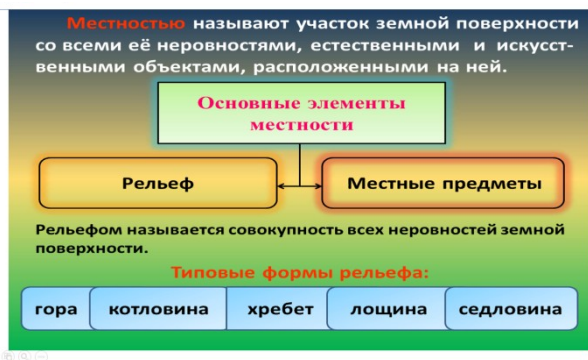 Местностью называют участок земной поверхности
со всеми её неровностями, естественными и искусст-
венными объектами, расположенными на ней.
Основные элементы
местности
Рельеф
Местные предметы
Рельефом называется совокупность всех неровностей земной
поверхности.
Типовые формы рельефа:
гора котловина хребет лощина седловина